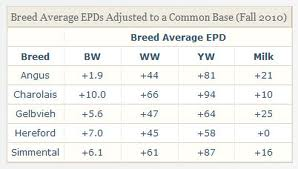 Breed Average EPDs Adjusted to a Common Base (Fall 2010)
Breed Average EPD
Breed BW WW YW Milk
Angus +1.9 +44 +81 +21
Charolais +10.0 +66 +94 +10
Gelbvieh +5.6 +47 +64 +25
Hereford +7.0 +45 +58 +0
Simmental +6.1 +61 +87 +16